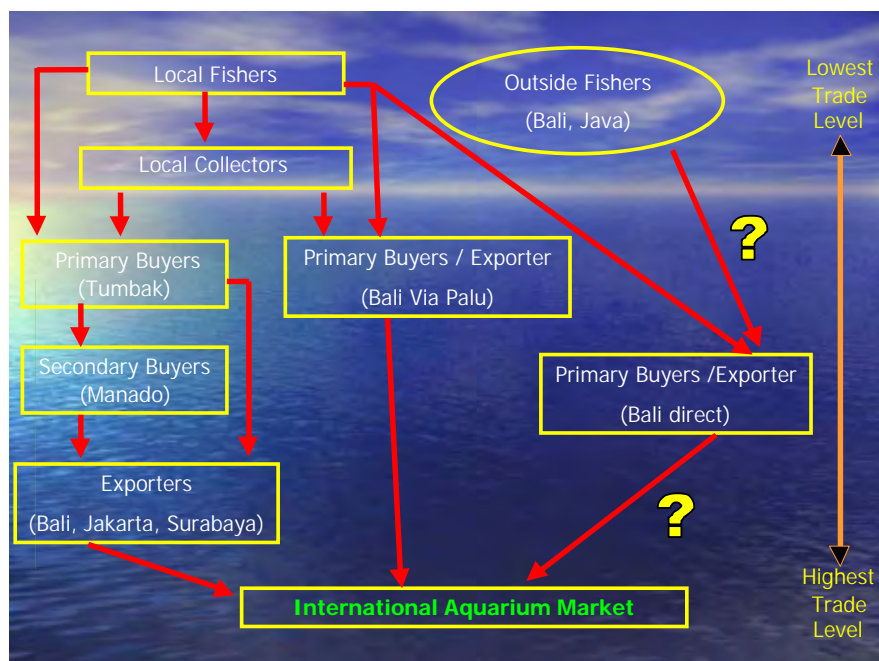 Local Fishers
Outside Fishers
(Bali, Java)
Lowest
Trade
Level
Local Collectors
?
Primary Buyers
(Tumbak)
Primary Buyers / Exporter
(Bali Via Palu)
Secondary Buyers
(Manado)
Primary Buyers /Exporter
(Bali direct)
Exporters
(Bali, Jakarta, Surabaya)
?
International Aquarium Market
Highest
Trade
Level